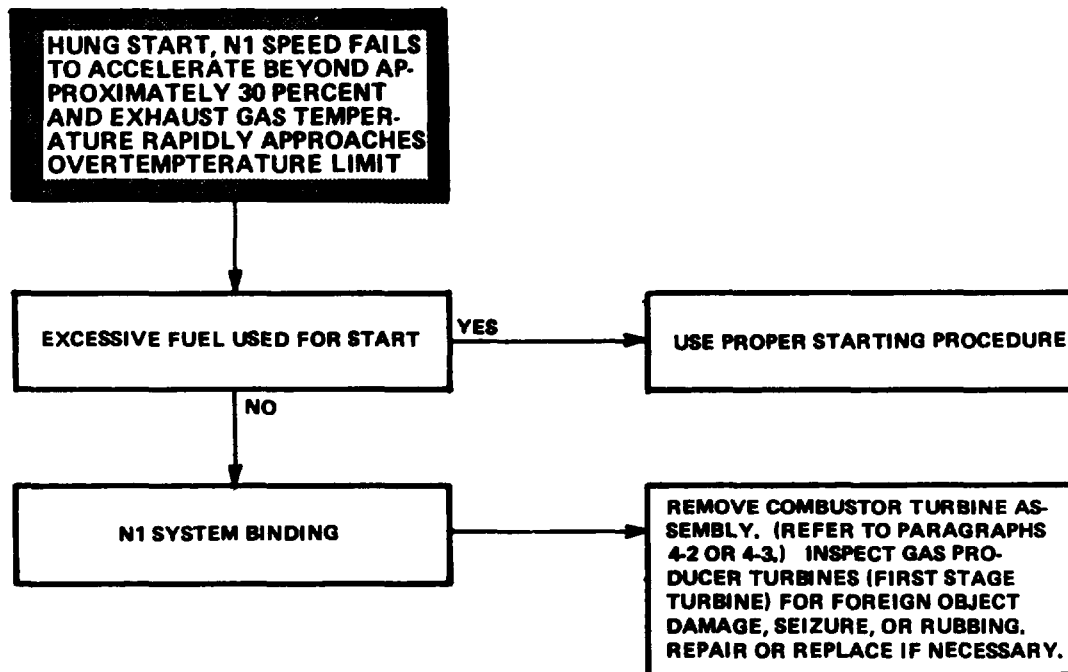 HUNG START, N1 SPEED FAILS
TO ACCELERATE BEYOND AP-
PROXIMATELY 30 PERCENT
AND EXHAUST GAS TEMPER-
ATURE RAPIDLY APPROACHES
OVERTEMPTERATURE LIMIT
EXCESSIVE FUEL USED FOR START
YES
USE PROPER STARTING PROCEDURE
NO
N1 SYSTEM BINDING
REMOVE COMBUSTOR TURBINE AS-
SEMBLY. (REFER TO PARAGRAPHS
4-2 OR 4-3.) INSPECT GAS PRO-
DUCER TURBINES (FIRST STAGE
TURBINE) FOR FOREIGN OBJECT
DAMAGE, SEIZURE, OR RUBBING.
REPAIR OR REPLACE IF NECESSARY.